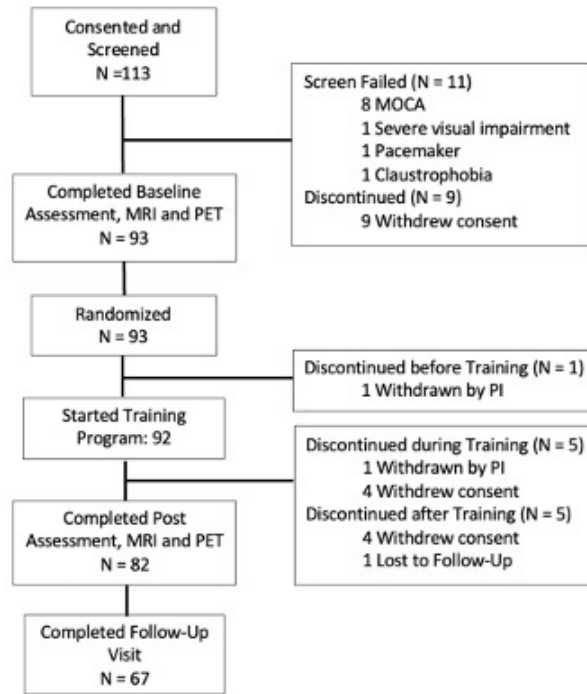 Consented and
Screened
N =113
Screen Failed (N = 11)
8 MOCA
1 Severe visual impairment
1 Pacemaker
1 Claustrophobia
Discontinued (N = 9)
9 Withdrew consent
Completed Baseline
Assessment, MRI and PET
N = 93
Randomized
N = 93
Discontinued before Training (N = 1)
1 Withdrawn by PI
Started Training
Program: 92
Discontinued during Training (N = 5)
1 Withdrawn by PI
4 Withdrew consent
Discontinued after Training (N = 5)
4 Withdrew consent
1 Lost to Follow-Up
Completed Post
Assessment, MRI and PET
N = 82
Completed Follow-Up
Visit
N = 67